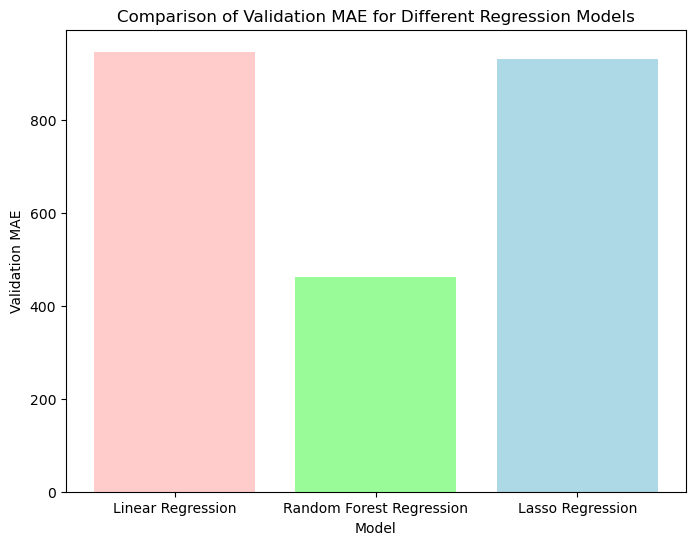 Comparison of Validation MAE for Different Regression Models
Validation MAE
800
600
400
200
0
Linear Regression
Random Forest Regression
Lasso Regression
Model